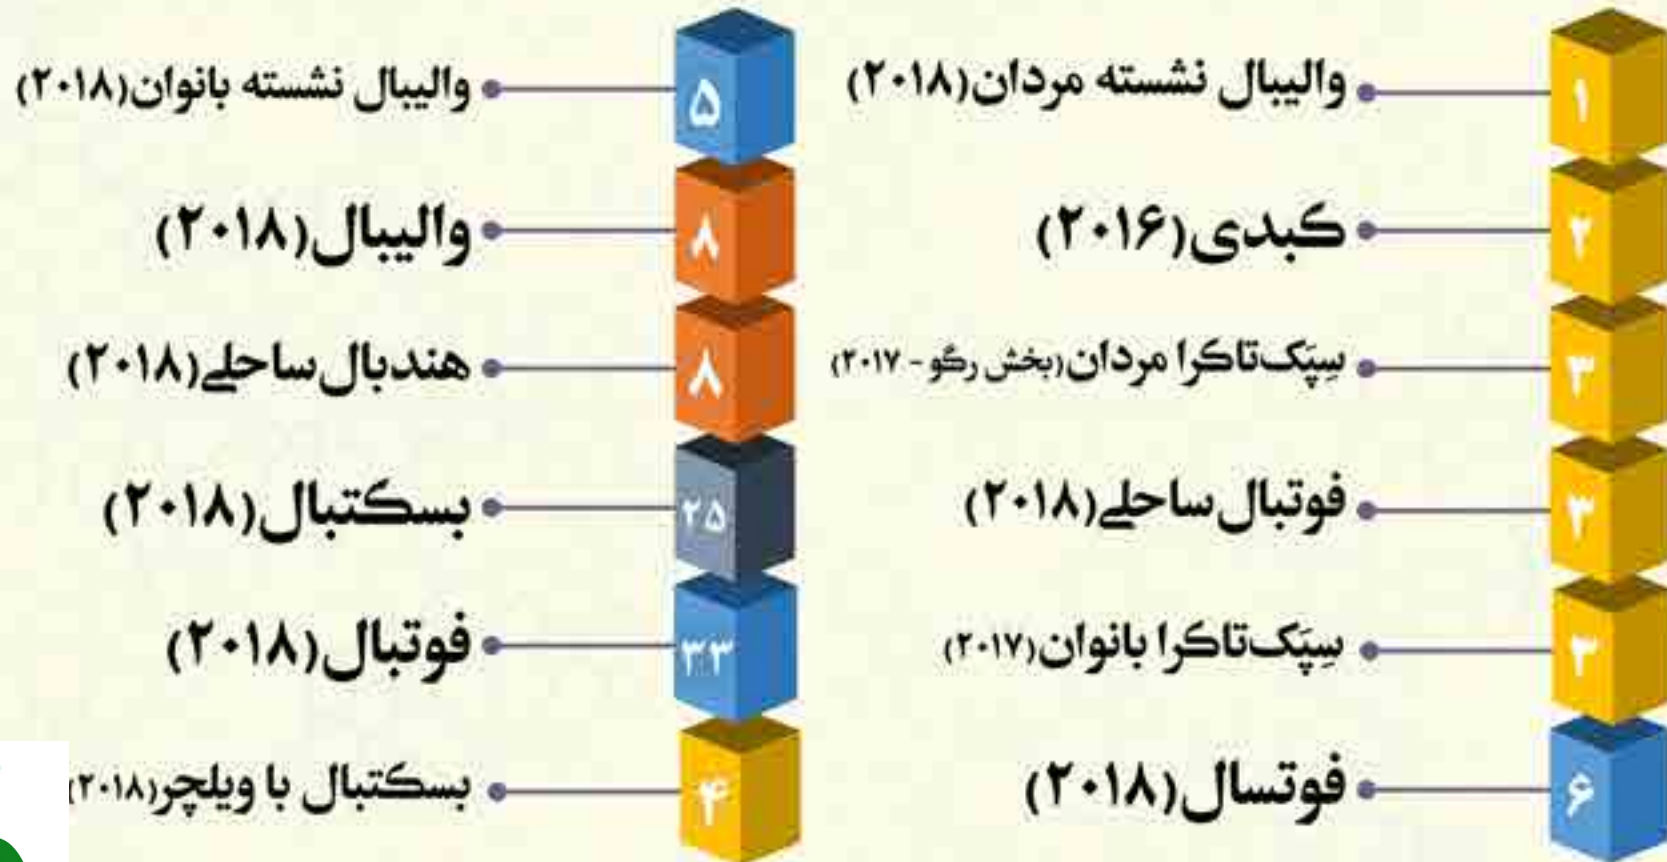 ۱ والیبال نشسته مردان(۲۰۱۸)
۲ کبدی(۲۰۱۶)
۳ سِپَک‌تاکرا مردان(بخش رگو - ۲۰۱۷)
۳ فوتبال ساحلی(۲۰۱۸)
۳ سِپَک‌تاکرا بانوان(۲۰۱۷)
۶ فوتسال(۲۰۱۸)
۵ والیبال نشسته بانوان(۲۰۱۸)
۸ والیبال(۲۰۱۸)
۸ هندبال ساحلی(۲۰۱۸)
۲۵ بسکتبال(۲۰۱۸)
۳۳ فوتبال(۲۰۱۸)
۴ بسکتبال با ویلچر(۲۰۱۸)